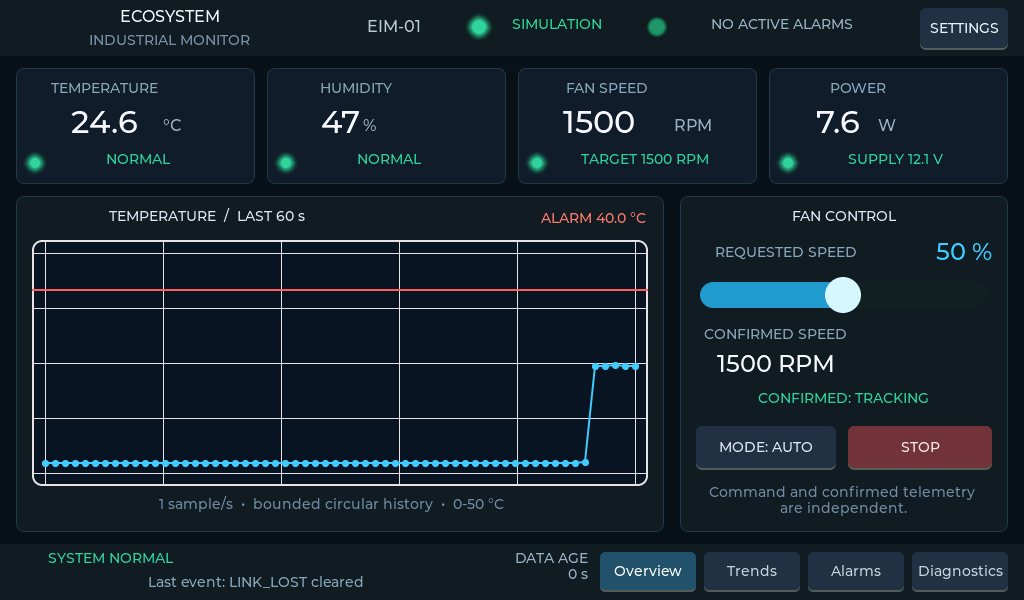 ECOSYSTEM
INDUSTRIAL MONITOR
EIM-01
SIMULATION
NO ACTIVE ALARMS
SETTINGS
TEMPERATURE
24.6 °C
NORMAL
HUMIDITY
47 %
NORMAL
FAN SPEED
1500 RPM
TARGET 1500 RPM
POWER
7.6 W
SUPPLY 12.1 V
TEMPERATURE / LAST 60 s
ALARM 40.0 °C
1 sample/s • bounded circular history • 0-50 °C
FAN CONTROL
REQUESTED SPEED
50 %
CONFIRMED SPEED
1500 RPM
CONFIRMED: TRACKING
MODE: AUTO
STOP
Command and confirmed telemetry
are independent.
SYSTEM NORMAL
Last event: LINK_LOST cleared
DATA AGE
0 s
Overview
Trends
Alarms
Diagnostics